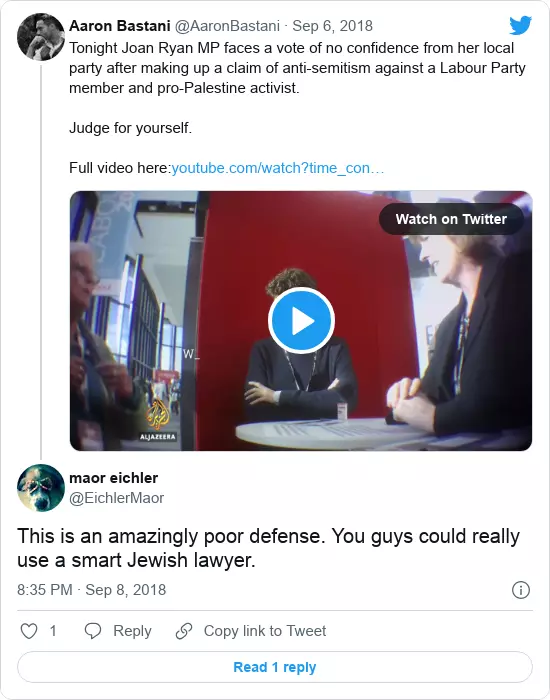 Aaron Bastani @AaronBastani · Sep 6, 2018
Tonight Joan Ryan MP faces a vote of no confidence from her local
party after making up a claim of anti-semitism against a Labour Party
member and pro-Palestine activist.
Judge for yourself.
Full video here:youtube.com/watch?time_con…
Watch on Twitter
W_
ALJAZEERA
maor eichler
@EichlerMaor
This is an amazingly poor defense. You guys could really
use a smart Jewish lawyer.
8:35 PM · Sep 8, 2018
1 Reply Copy link to Tweet
Read 1 reply